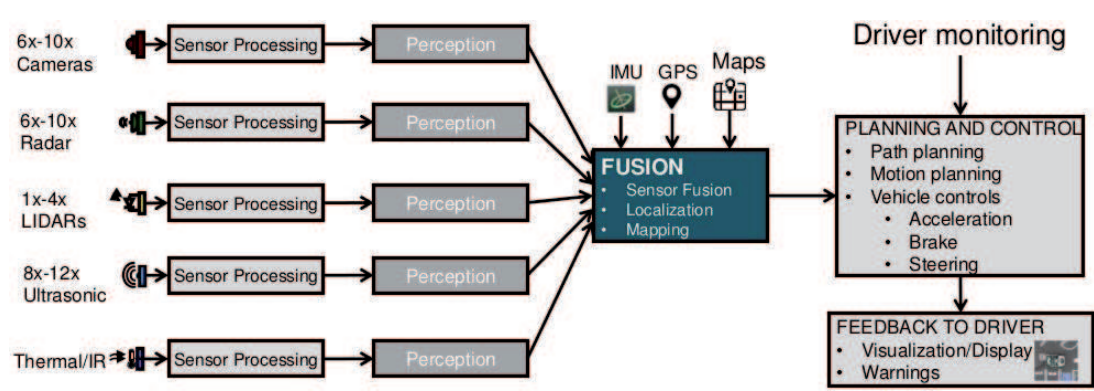 6x-10x
Cameras
Sensor Processing
Perception
6x-10x
Radar
Sensor Processing
Perception
1x-4x
LIDARs
Sensor Processing
Perception
8x-12x
Ultrasonic
Sensor Processing
Perception
Thermal/IR
Sensor Processing
Perception
IMU
GPS
Maps
FUSION
• Sensor Fusion
• Localization
• Mapping
Driver monitoring
PLANNING AND CONTROL
• Path planning
• Motion planning
• Vehicle controls
• Acceleration
• Brake
• Steering
FEEDBACK TO DRIVER
• Visualization/Display
• Warnings